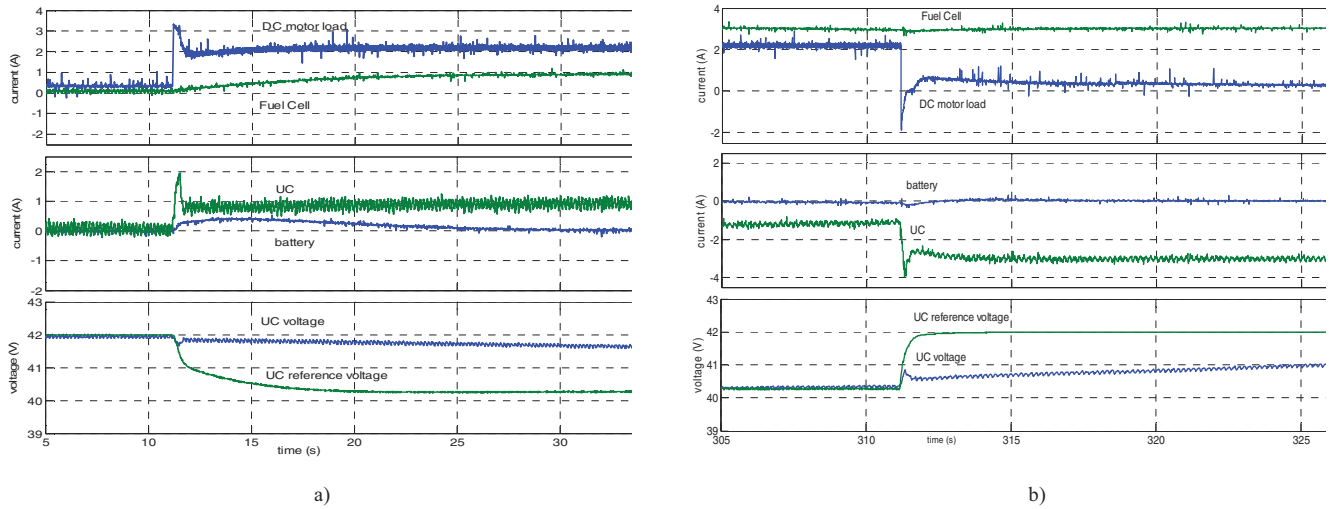 4
3
2
1
0
-1
-2
current (A)
DC motor load
Fuel Cell
2
1
0
-1
-2
current (A)
UC
battery
43
42
41
40
39
voltage (V)
UC voltage
UC reference voltage
5 10 15 20 25 30
time (s)
a)
4
2
0
-2
current (A)
Fuel Cell
DC motor load
2
0
-2
-4
current (A)
battery
UC
43
42
41
40
39
voltage (V)
UC reference voltage
UC voltage
305 310 time (s) 315 320 325
b)